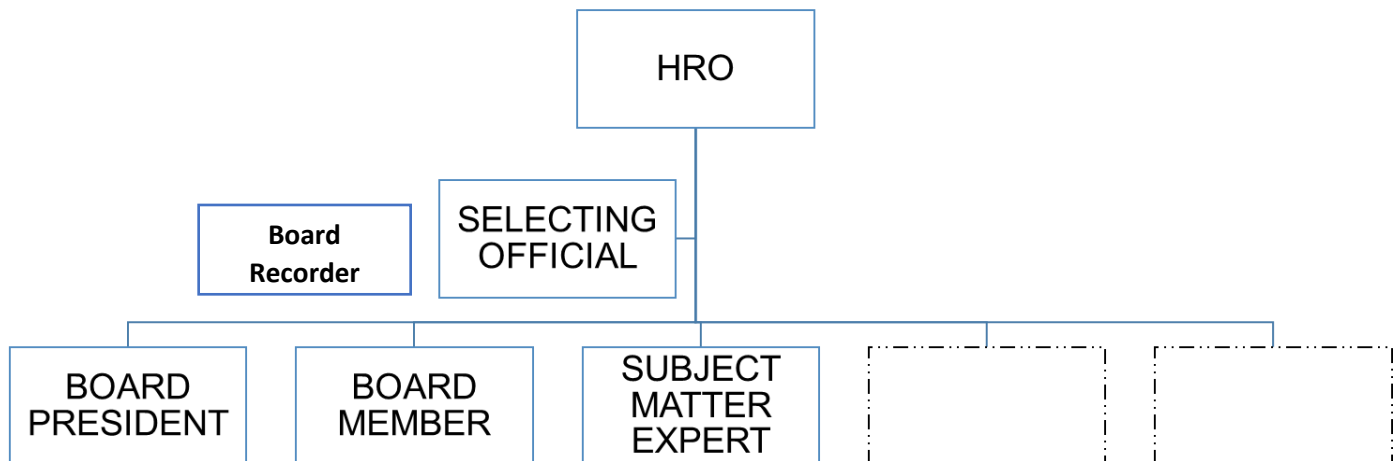 HRO
SELECTING
OFFICIAL
Board
Recorder
BOARD
PRESIDENT
BOARD
MEMBER
SUBJECT
MATTER
EXPERT